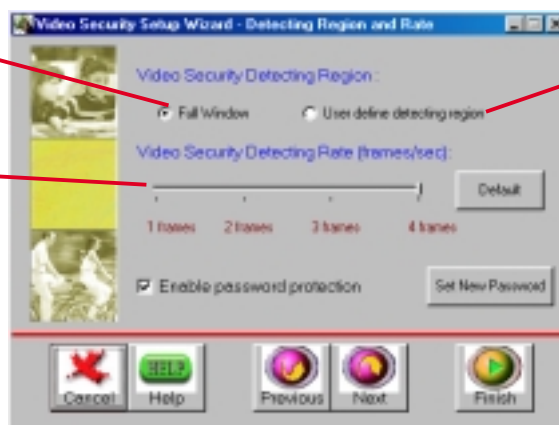 Video Security Setup Wizard - Detecting Region and Rate
Video Security Detecting Region :
Full Window User define detecting region
Video Security Detecting Rate (frames/sec):
Default
1 frames 2 frames 3 frames 4 frames
Enable password protection Set New Password
HELP
Cancel Help Previous Next Finish